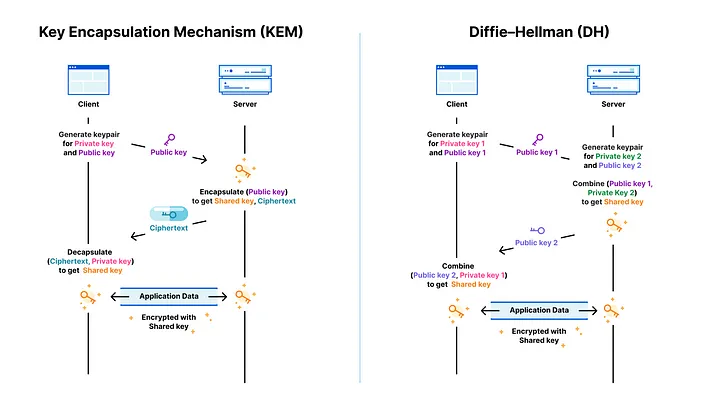 Key Encapsulation Mechanism (KEM)
Client
Server
Generate keypair
for Private key
and Public key
Public key
Encapsulate (Public key)
to get Shared key, Ciphertext
Ciphertext
Decapsulate
(Ciphertext, Private key)
to get Shared key
Application Data
Encrypted with
Shared key
Diffie–Hellman (DH)
Client
Server
Generate keypair
for Private key 1
and Public key 1
Public key 1
Generate keypair
for Private key 2
and Public key 2
Combine (Public key 1,
Private Key 2)
to get Shared key
Public key 2
Combine
(Public key 2, Private key 1)
to get Shared key
Application Data
Encrypted with
Shared key